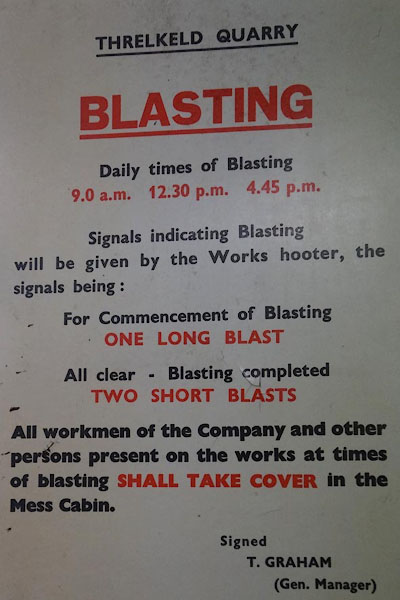 THRELKELD QUARRY
BLASTING
Daily times of Blasting
9.0 a.m. 12.30 p.m. 4.45 p.m.
Signals indicating Blasting
will be given by the Works hooter, the
signals being :
For Commencement of Blasting
ONE LONG BLAST
All clear - Blasting completed
TWO SHORT BLASTS
All workmen of the Company and other
persons present on the works at times
of blasting SHALL TAKE COVER in the
Mess Cabin.
Signed
T. GRAHAM
(Gen. Manager)